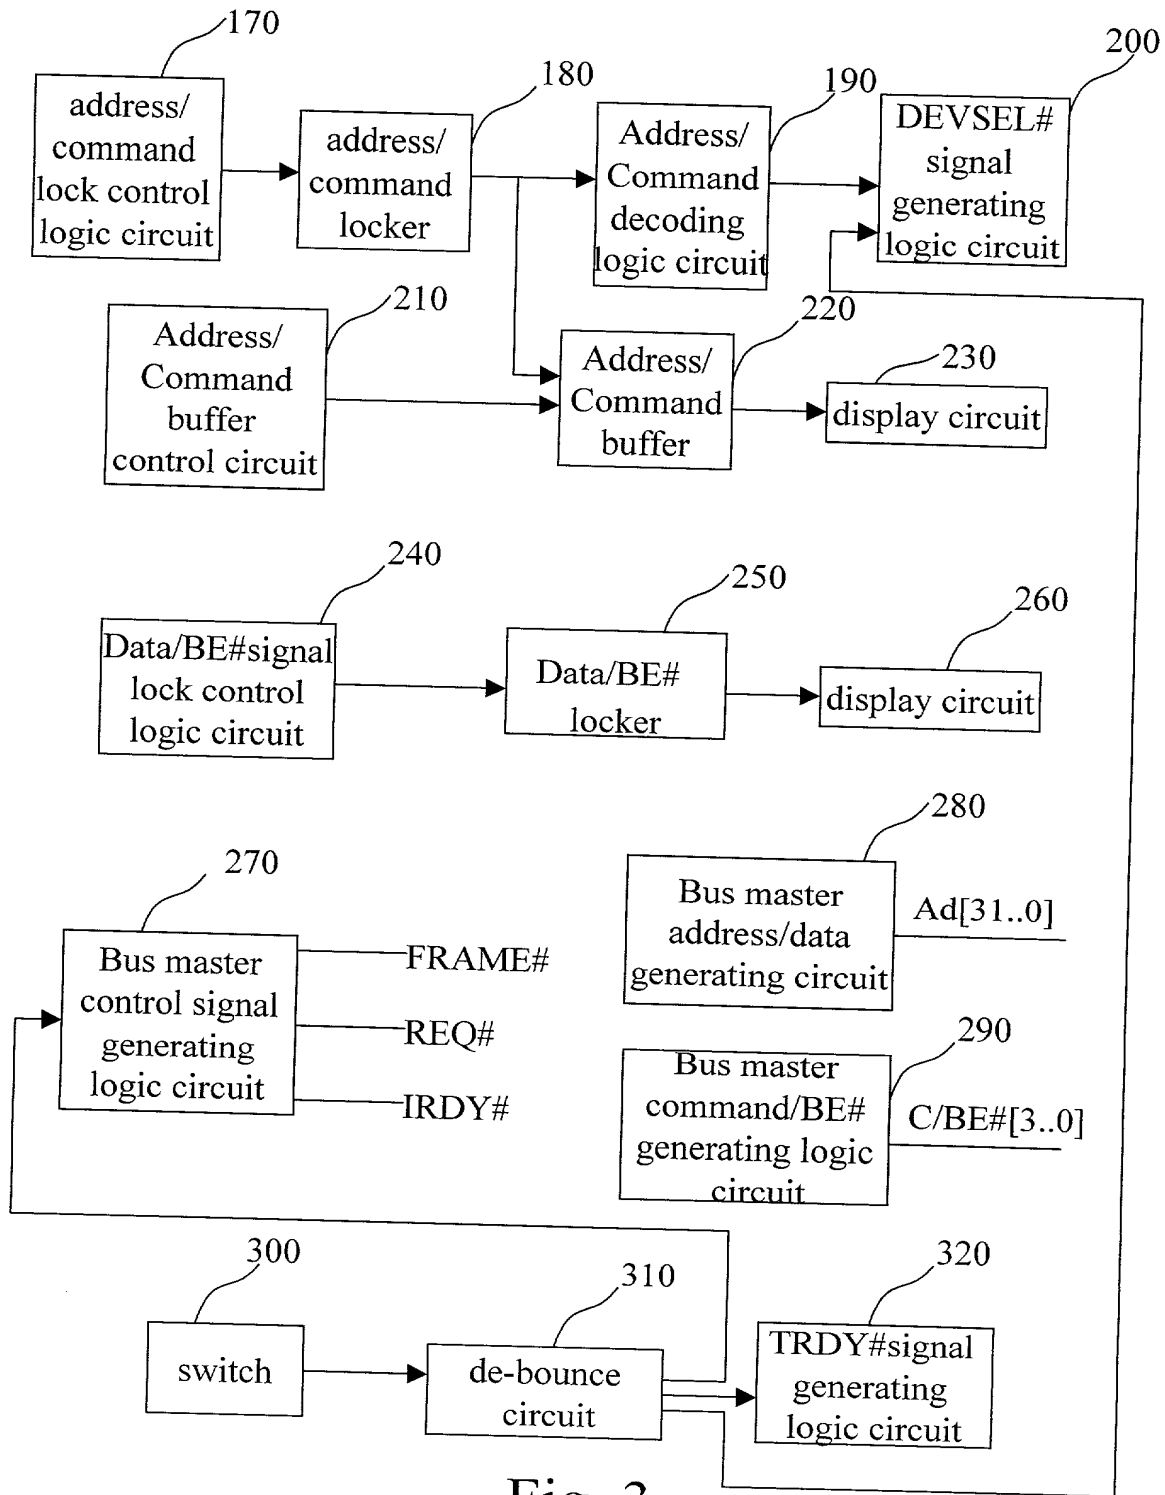 170
address/
command
lock control
logic circuit
180
address/
command
locker
190
Address/
Command
decoding
logic circuit
200
DEVSEL#
signal
generating
logic circuit
210
Address/
Command
buffer
control circuit
220
Address/
Command
buffer
230
display circuit
240
Data/BE#signal
lock control
logic circuit
250
Data/BE#
locker
260
display circuit
270
Bus master
control signal
generating
logic circuit
FRAME#
REQ#
IRDY#
280
Bus master
address/data
generating circuit
Ad[31..0]
290
Bus master
command/BE#
generating logic
circuit
C/BE#[3..0]
300
switch
310
de-bounce
circuit
320
TRDY#signal
generating
logic circuit